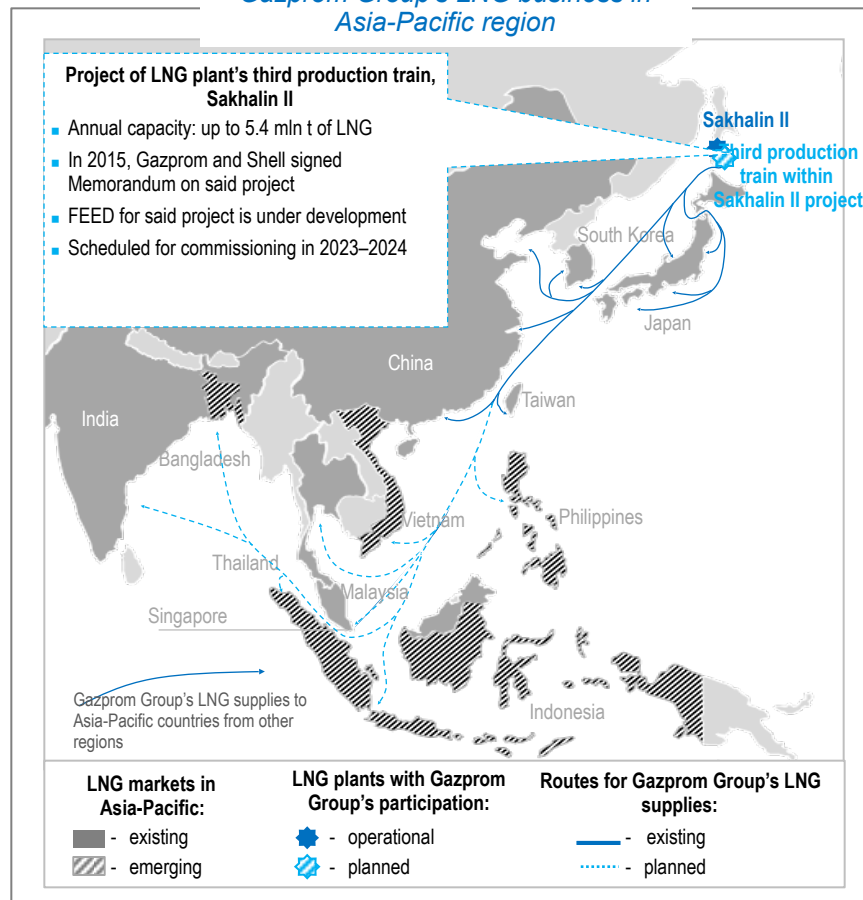 Gazprom Group's LNG business in
Asia-Pacific region
Project of LNG plant's third production train,
Sakhalin II
▪ Annual capacity: up to 5.4 mln t of LNG
▪ In 2015, Gazprom and Shell signed
Memorandum on said project
▪ FEED for said project is under development
▪ Scheduled for commissioning in 2023–2024
Sakhalin II
Third production
train within
Sakhalin II project
South Korea
Japan
China
Taiwan
India
Bangladesh
Vietnam
Philippines
Thailand
Malaysia
Singapore
Indonesia
Gazprom Group's LNG supplies to
Asia-Pacific countries from other
regions
LNG markets in
Asia-Pacific:
- existing
- emerging
LNG plants with Gazprom
Group's participation:
- operational
- planned
Routes for Gazprom Group's LNG
supplies:
- existing
- planned